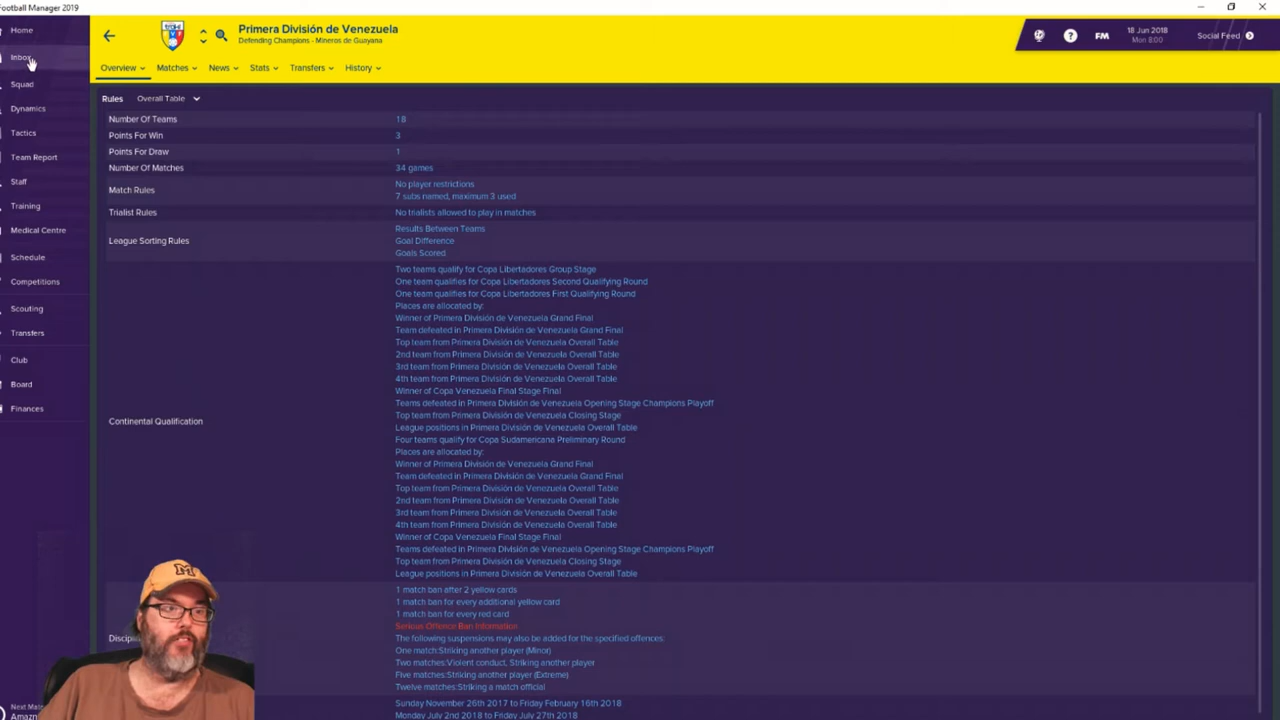 Football Manager 2019
Home
Inbox
Squad
Dynamics
Tactics
Team Report
Staff
Training
Medical Centre
Schedule
Competitions
Scouting
Transfers
Club
Board
Finances
Primera División de Venezuela
Defending Champions - Mineros de Guayana
FM
18 Jun 2018
Mon 8:00
Social Feed
Overview Matches News Stats Transfers History
Rules Overall Table
Number Of Teams 18
Points For Win 3
Points For Draw 1
Number Of Matches 34 games
Match Rules
No player restrictions
7 subs named, maximum 3 used
Trialist Rules No trialists allowed to play in matches
League Sorting Rules
Results Between Teams
Goal Difference
Goals Scored
Continental Qualification
Two teams qualify for Copa Libertadores Group Stage
One team qualifies for Copa Libertadores Second Qualifying Round
One team qualifies for Copa Libertadores First Qualifying Round
Places are allocated by:
Winner of Primera División de Venezuela Grand Final
Team defeated in Primera División de Venezuela Grand Final
Top team from Primera División de Venezuela Overall Table
2nd team from Primera División de Venezuela Overall Table
3rd team from Primera División de Venezuela Overall Table
4th team from Primera División de Venezuela Overall Table
Winner of Copa Venezuela Final Stage Final
Teams defeated in Primera División de Venezuela Opening Stage Champions Playoff
Top team from Primera División de Venezuela Closing Stage
League positions in Primera División de Venezuela Overall Table
Four teams qualify for Copa Sudamericana Preliminary Round
Places are allocated by:
Winner of Primera División de Venezuela Grand Final
Team defeated in Primera División de Venezuela Grand Final
Top team from Primera División de Venezuela Overall Table
2nd team from Primera División de Venezuela Overall Table
3rd team from Primera División de Venezuela Overall Table
4th team from Primera División de Venezuela Overall Table
Winner of Copa Venezuela Final Stage Final
Teams defeated in Primera División de Venezuela Opening Stage Champions Playoff
Top team from Primera División de Venezuela Closing Stage
League positions in Primera División de Venezuela Overall Table
Discip
1 match ban after 2 yellow cards
1 match ban for every additional yellow card
1 match ban for every red card
Serious Offence Ban Information
The following suspensions may also be added for the specified offences:
One match:Striking another player (Minor)
Two matches:Violent conduct, Striking another player
Five matches:Striking another player (Extreme)
Twelve matches:Striking a match official
Sunday November 26th 2017 to Friday February 16th 2018
Monday July 2nd 2018 to Friday July 27th 2018
Next Mat
Amazo